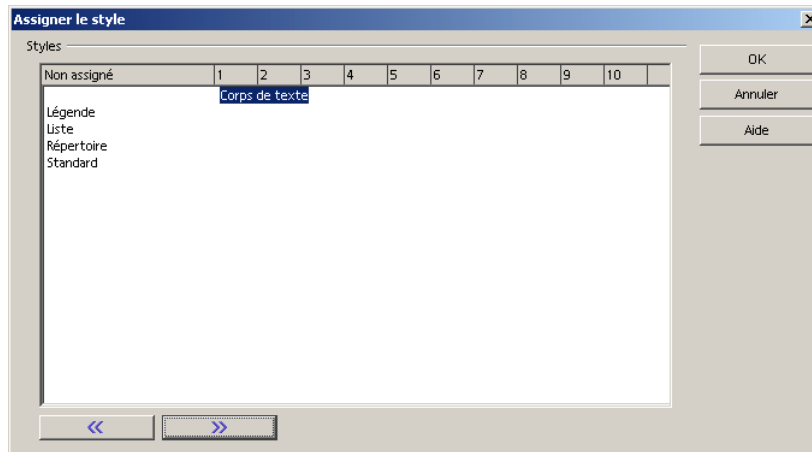 Assigner le style
Styles
Non assigné 1 2 3 4 5 6 7 8 9 10
Corps de texte
Légende
Liste
Répertoire
Standard
OK
Annuler
Aide